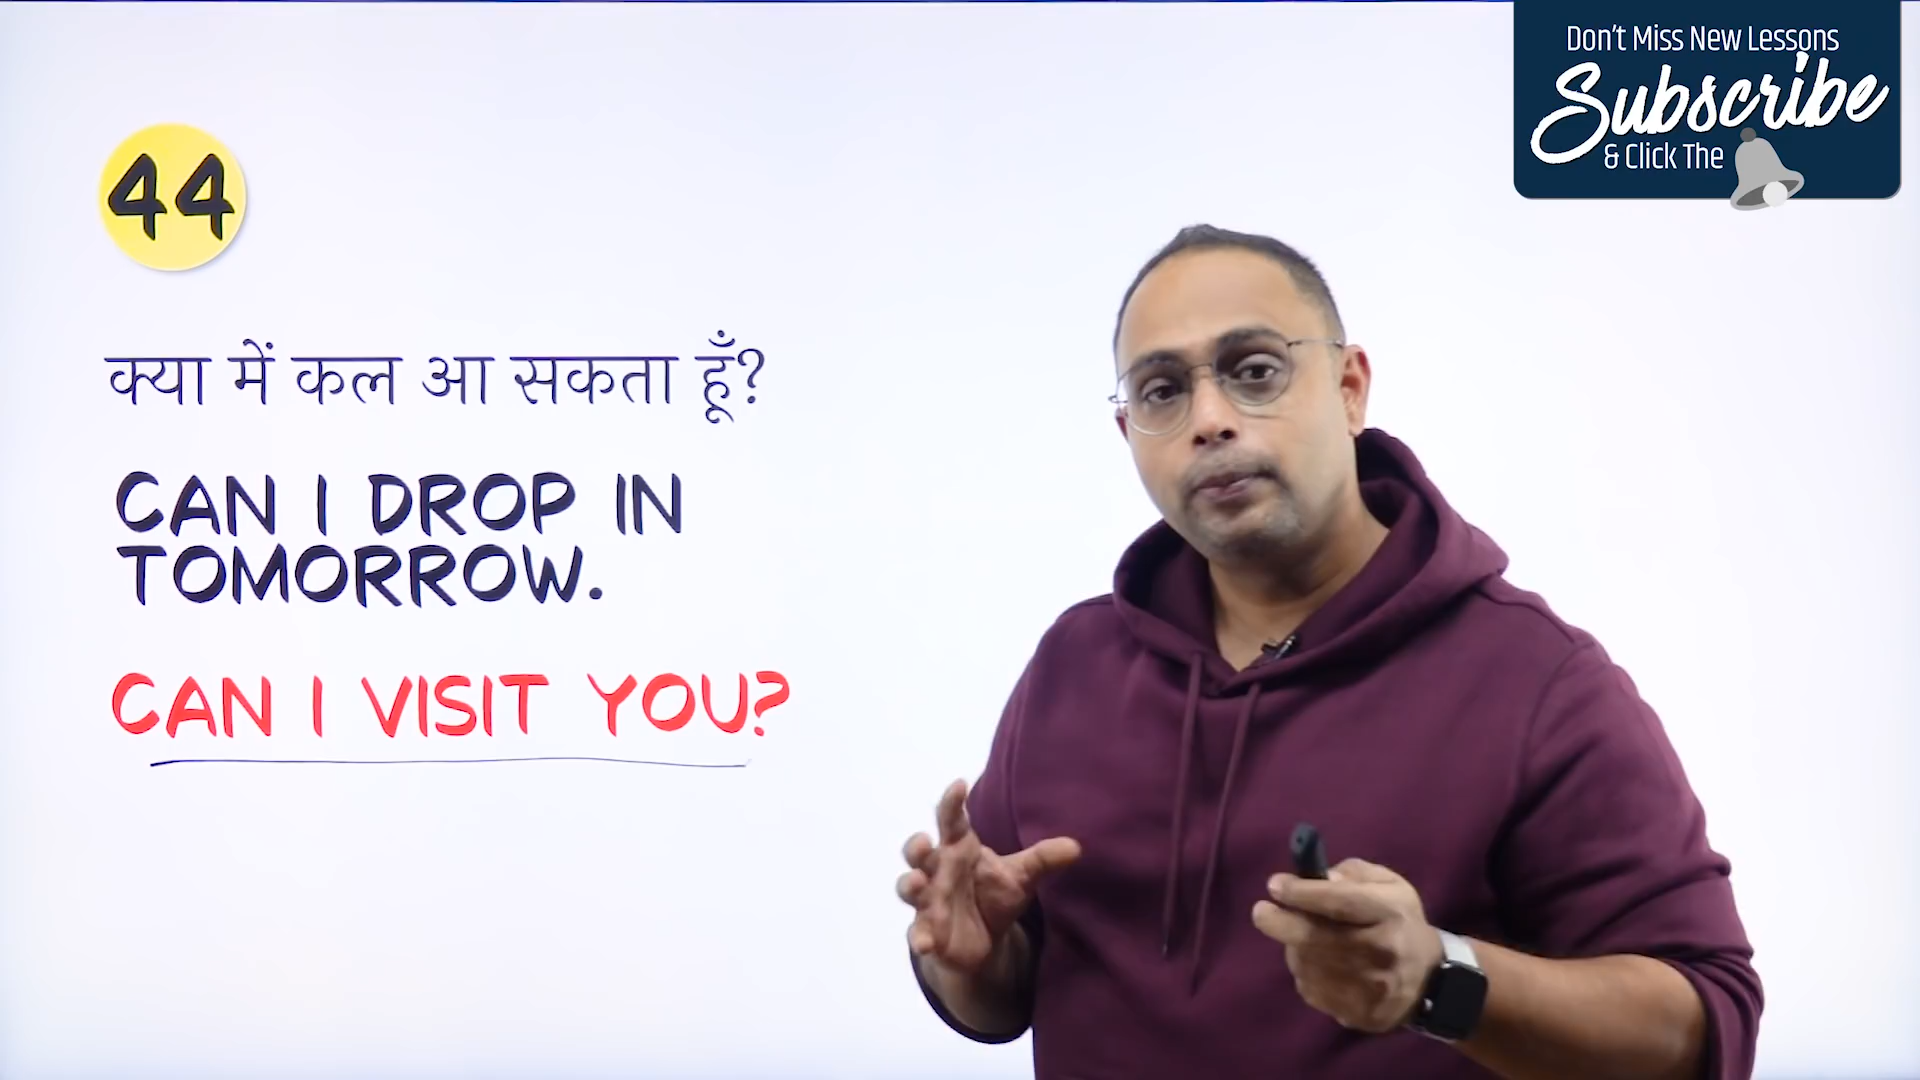 Don't Miss New Lessons
Subscribe
& Click The
44
क्या में कल आ सकता हूँ?
CAN I DROP IN
TOMORROW.
CAN I VISIT YOU?